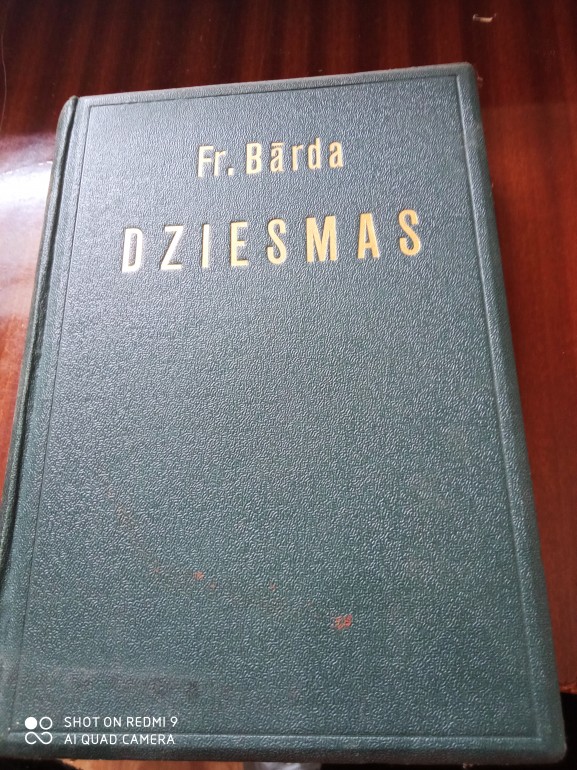 Fr. Bārda
DZIESMAS
SHOT ON REDMI 9
AI QUAD CAMERA